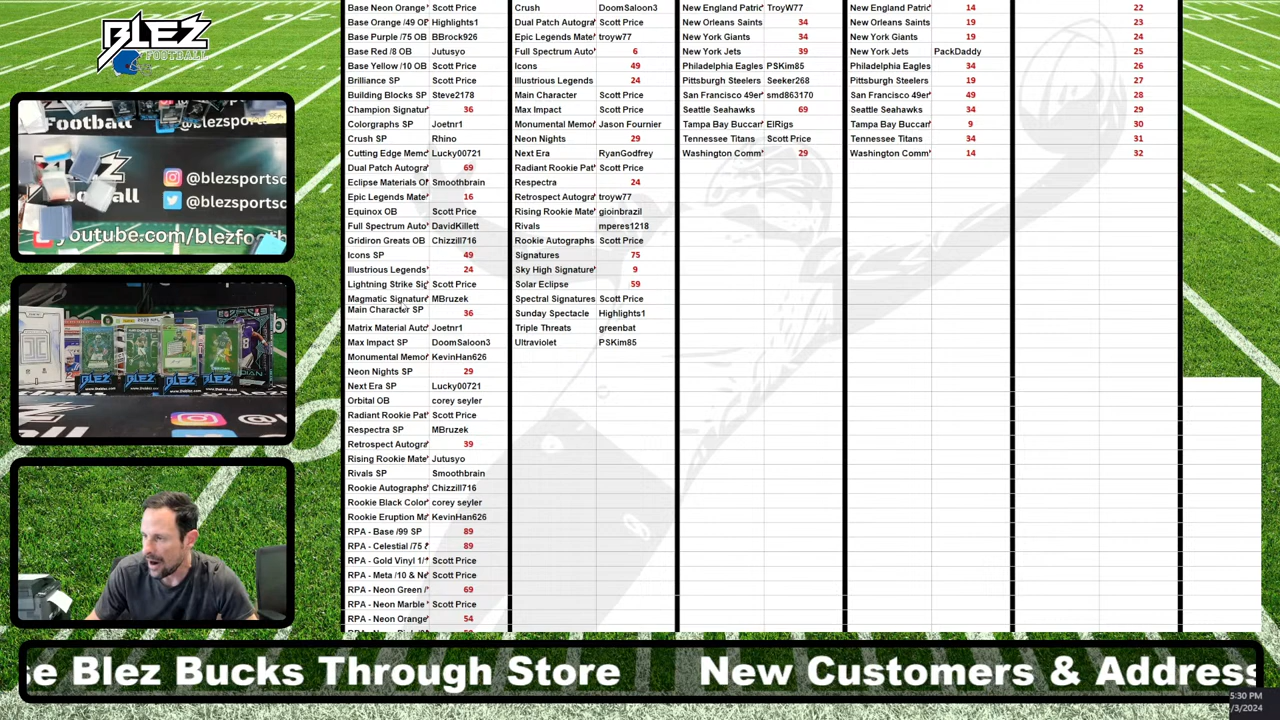 BLEZ
FOOTBALL
Football
@blezsports
@blezsportsc
@blezsportsc
youtube.com/blezfootb
BLEZ BLEZ BLEZ BLEZ
Base Neon Orange Scott Price
Base Orange /49 OB Highlights1
Base Purple /75 OB BBrock926
Base Red /8 OB Jutusyo
Base Yellow /10 OB Scott Price
Brilliance SP Scott Price
Building Blocks SP Steve2178
Champion Signatur 36
Colorgraphs SP Joetnr1
Crush SP Rhino
Cutting Edge Memo Lucky00721
Dual Patch Autogra 69
Eclipse Materials O Smoothbrain
Epic Legends Mate 16
Equinox OB Scott Price
Full Spectrum Auto DavidKillett
Gridiron Greats OB Chizzill716
Icons SP 49
Illustrious Legends 24
Lightning Strike Sig Scott Price
Magmatic Signatur MBruzek
Main Character SP 36
Matrix Material Auto Joetnr1
Max Impact SP DoomSaloon3
Monumental Memo KevinHan626
Neon Nights SP 29
Next Era SP Lucky00721
Orbital OB corey seyler
Radiant Rookie Pat Scott Price
Respectra SP MBruzek
Retrospect Autogra 39
Rising Rookie Mate Jutusyo
Rivals SP Smoothbrain
Rookie Autographs Chizzill716
Rookie Black Color corey seyler
Rookie Eruption Ma KevinHan626
RPA - Base /99 SP 89
RPA - Celestial /75 89
RPA - Gold Vinyl 1/ Scott Price
RPA - Meta /10 & Ne Scott Price
RPA - Neon Green / 69
RPA - Neon Marble Scott Price
RPA - Neon Orange 54
Crush DoomSaloon3
Dual Patch Autogra Scott Price
Epic Legends Mate troyw77
Full Spectrum Auto 6
Icons 49
Illustrious Legends 24
Main Character Scott Price
Max Impact Scott Price
Monumental Memo Jason Fournier
Neon Nights 29
Next Era RyanGodfrey
Radiant Rookie Pat Scott Price
Respectra 24
Retrospect Autogra troyw77
Rising Rookie Mate gioinbrazil
Rivals mperes1218
Rookie Autographs Scott Price
Signatures 75
Sky High Signature 9
Solar Eclipse 59
Spectral Signatures Scott Price
Sunday Spectacle Highlights1
Triple Threats greenbat
Ultraviolet PSKim85
New England Patric TroyW77
New Orleans Saints 34
New York Giants 34
New York Jets 39
Philadelphia Eagles PSKim85
Pittsburgh Steelers Seeker268
San Francisco 49er smd863170
Seattle Seahawks 69
Tampa Bay Buccar ElRigs
Tennessee Titans Scott Price
Washington Comm 29
New England Patric 14
New Orleans Saints 19
New York Giants 19
New York Jets PackDaddy
Philadelphia Eagles 34
Pittsburgh Steelers 19
San Francisco 49er 49
Seattle Seahawks 34
Tampa Bay Buccar 9
Tennessee Titans 34
Washington Comm 14
22
23
24
25
26
27
28
29
30
31
32
se Blez Bucks Through Store New Customers & Address
5:30 PM
/3/2024